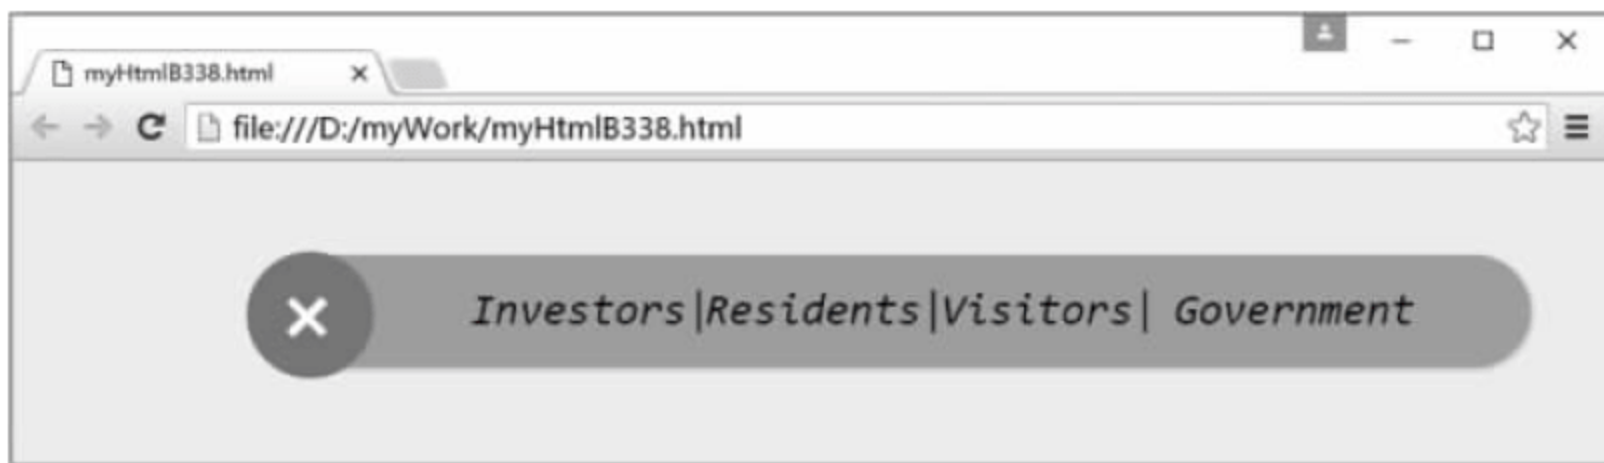 myHtmlB338.html
file:///D:/myWork/myHtmlB338.html
Investors|Residents|Visitors| Government